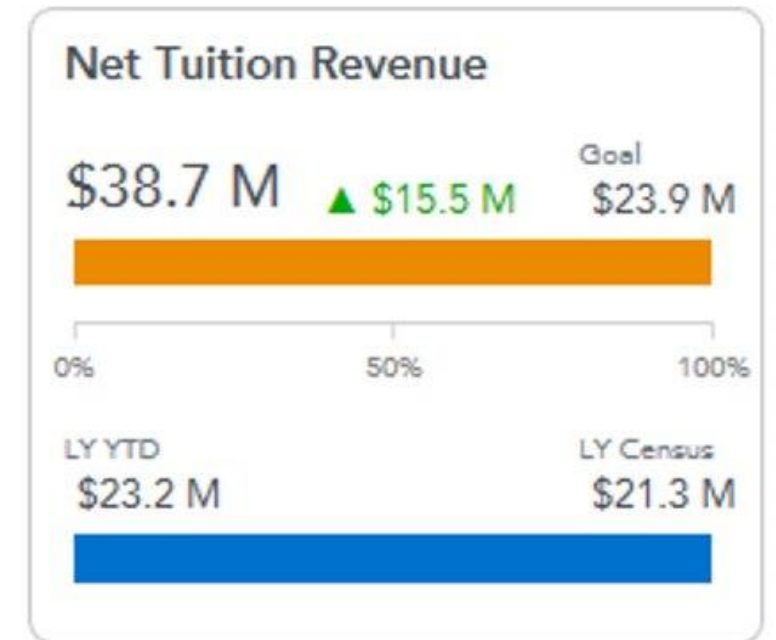 Net Tuition Revenue
Goal
$38.7 M ▲ $15.5 M $23.9 M
0% 50% 100%
LY YTD LY Census
$23.2 M $21.3 M